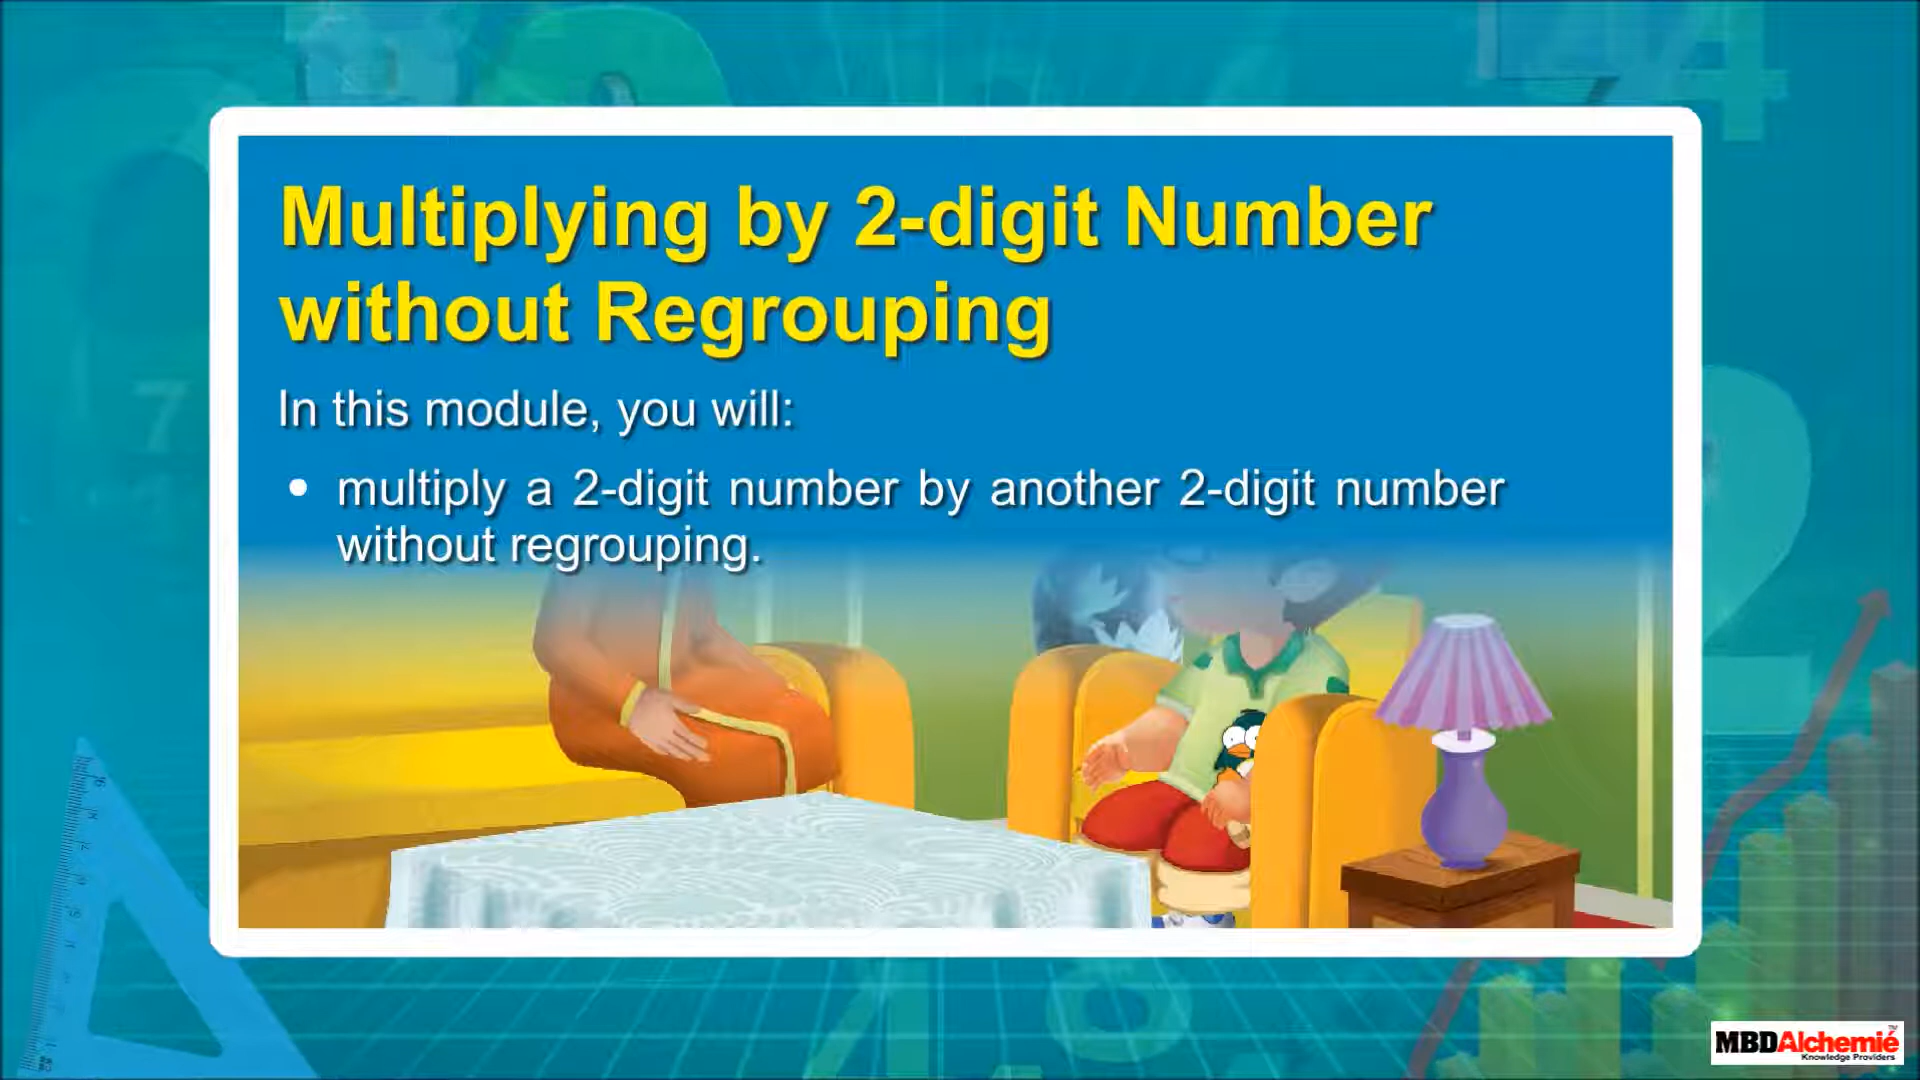 Multiplying by 2-digit Number
without Regrouping
In this module, you will:
• multiply a 2-digit number by another 2-digit number
without regrouping.
MBDAlchemié™
Knowledge Providers